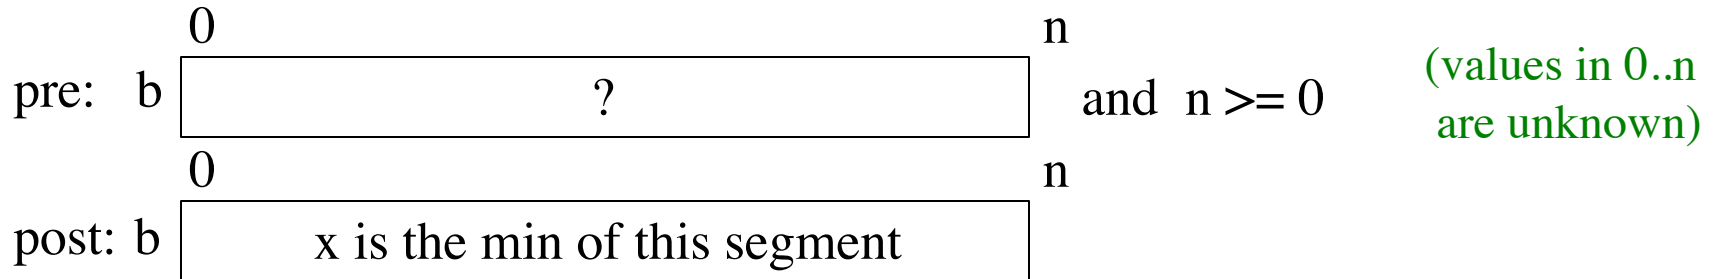 0 n
pre: b ? and n >= 0 (values in 0..n
are unknown)
0 n
post: b x is the min of this segment